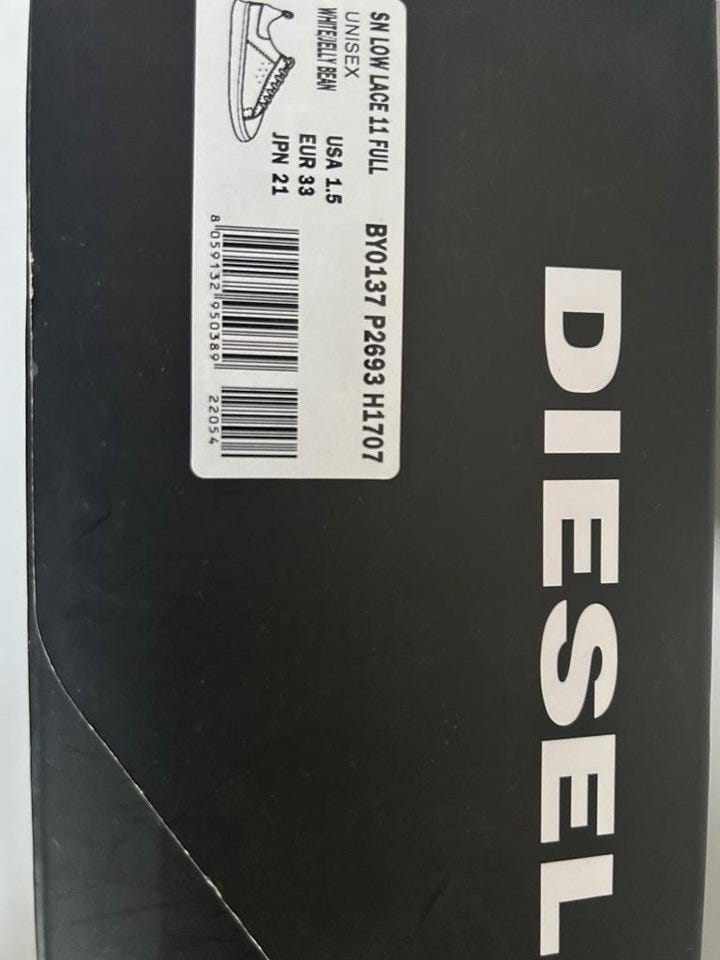 SN LOW LACE 11 FULL
UNISEX
WHITE/JELLY BEAN
BY0137 P2693 H1707
USA 1.5
EUR 33
JPN 21
8 059132 950389
22054
DIESEL